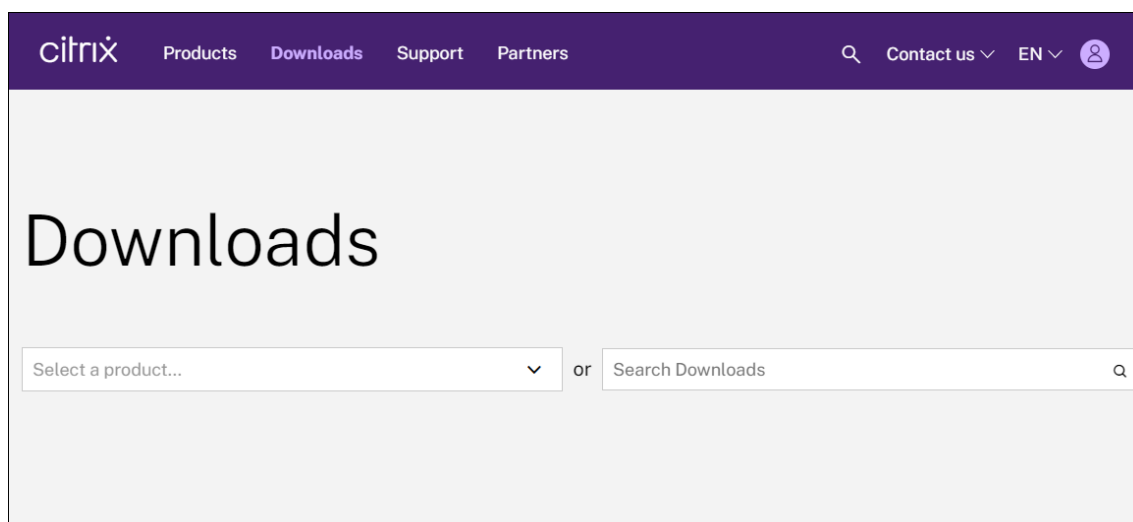 citrix Products Downloads Support Partners Contact us EN
Downloads
Select a product... or Search Downloads